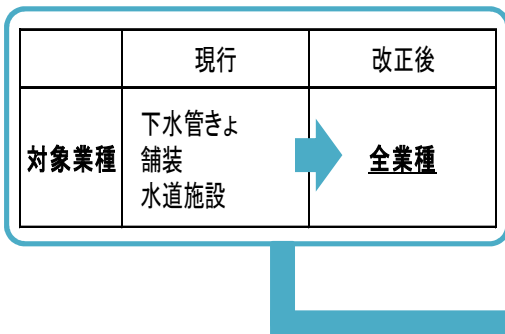 現行
改正後
対象業種
下水管きょ
舗装
水道施設
全業種